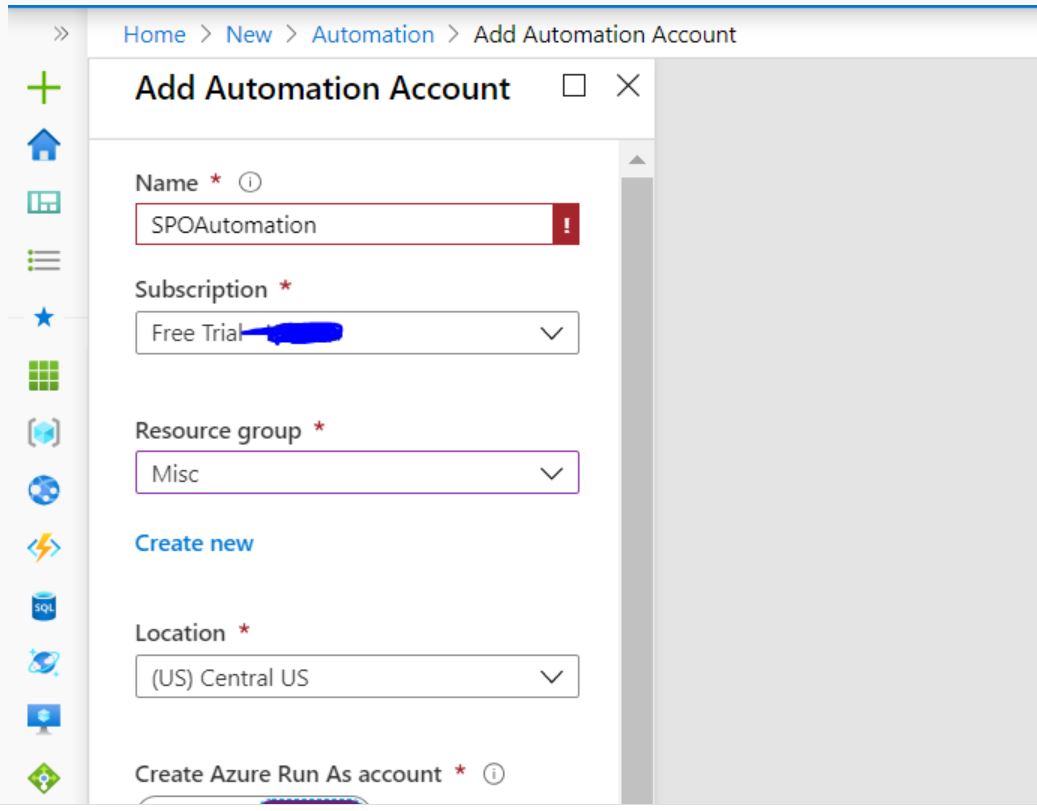 Home > New > Automation > Add Automation Account
Add Automation Account
Name *
SPOAutomation
!
Subscription *
Free Trial
Resource group *
Misc
Create new
Location *
(US) Central US
Create Azure Run As account *
SQL